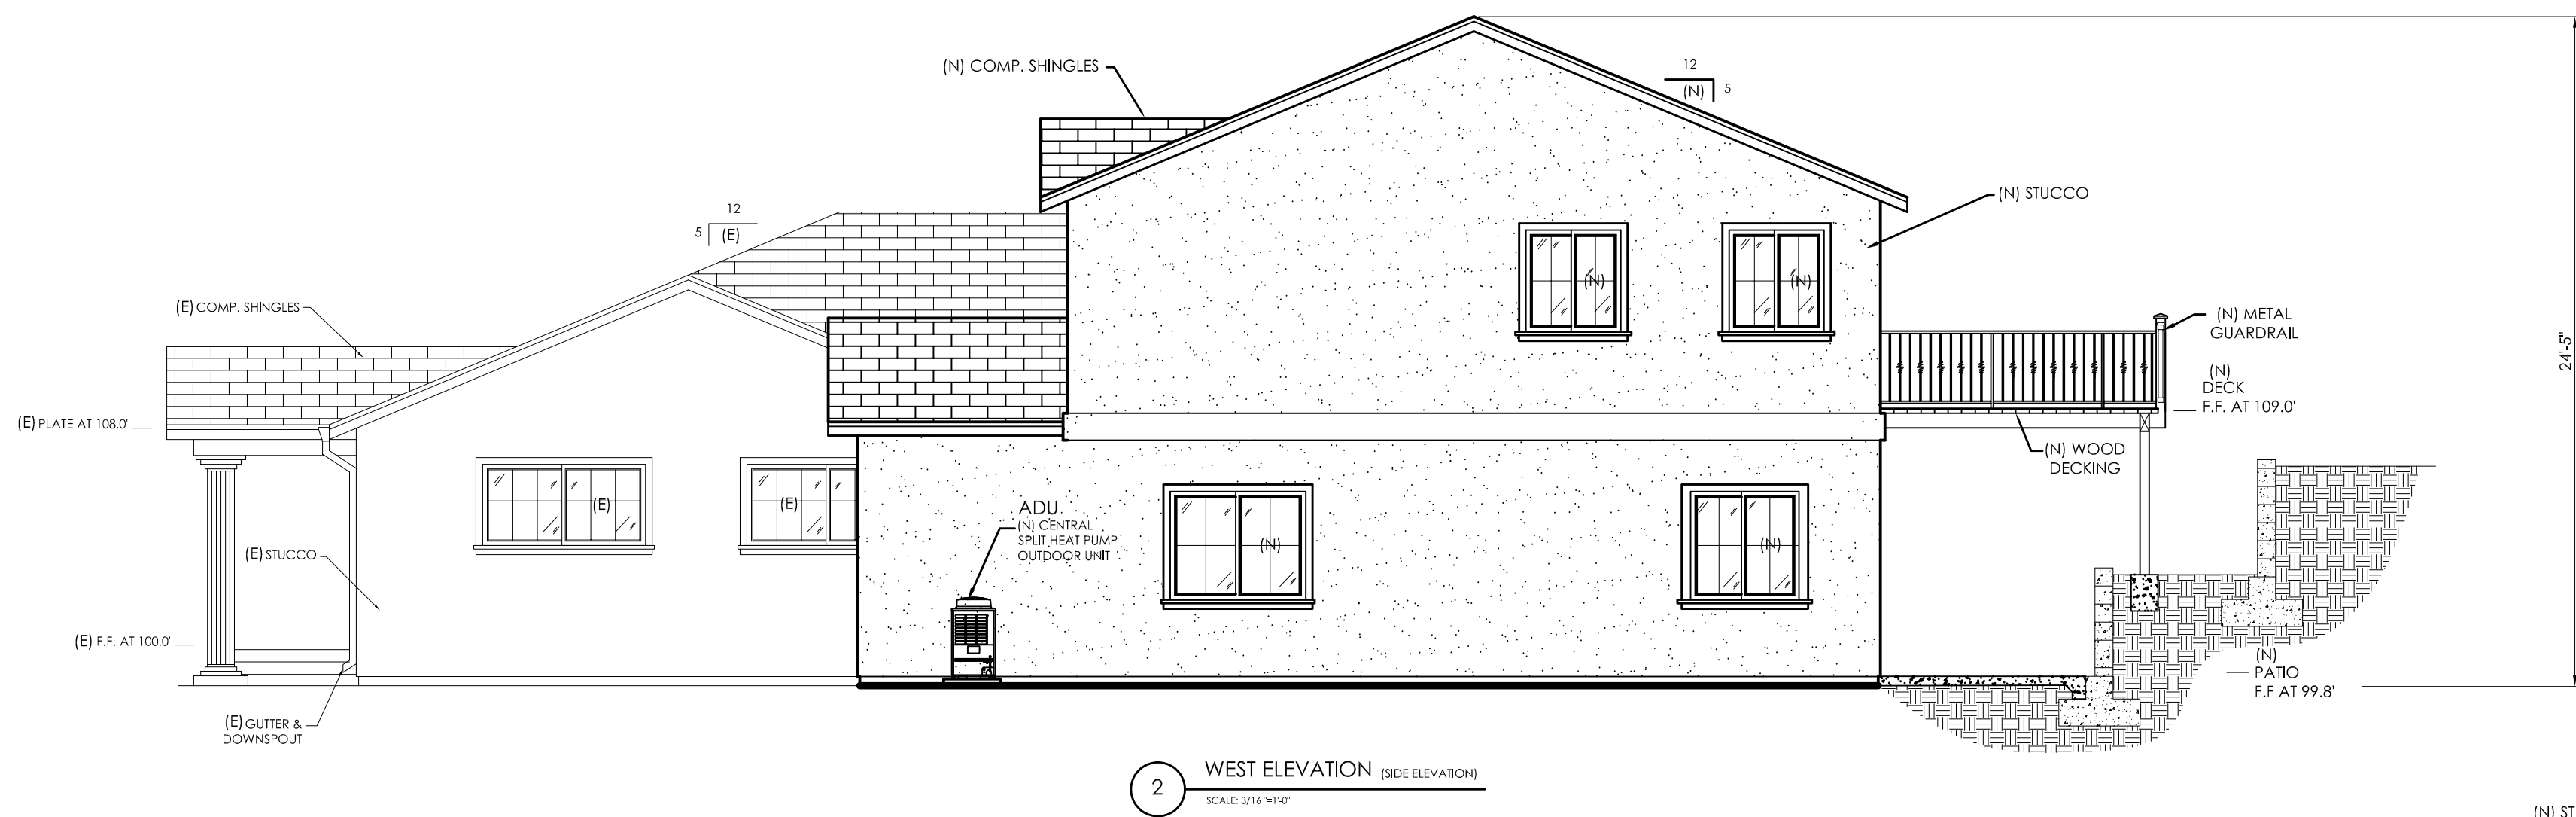 (N) COMP. SHINGLES
12
(N) 5
(N) STUCCO
12
5 (E)
(E) COMP. SHINGLES
(N) METAL
GUARDRAIL
24'-5"
(N)
DECK
F.F. AT 109.0'
(N)
(N)
(E) PLATE AT 108.0'
(N) WOOD
DECKING
(E)
(E)
ADU
(N) CENTRAL
SPLIT HEAT PUMP
OUTDOOR UNIT
(N)
(N)
(E) STUCCO
(E) F.F. AT 100.0'
(N)
PATIO
F.F AT 99.8'
(E) GUTTER &
DOWNSPOUT
2
WEST ELEVATION (SIDE ELEVATION)
SCALE: 3/16"=1'-0"
(N) ST